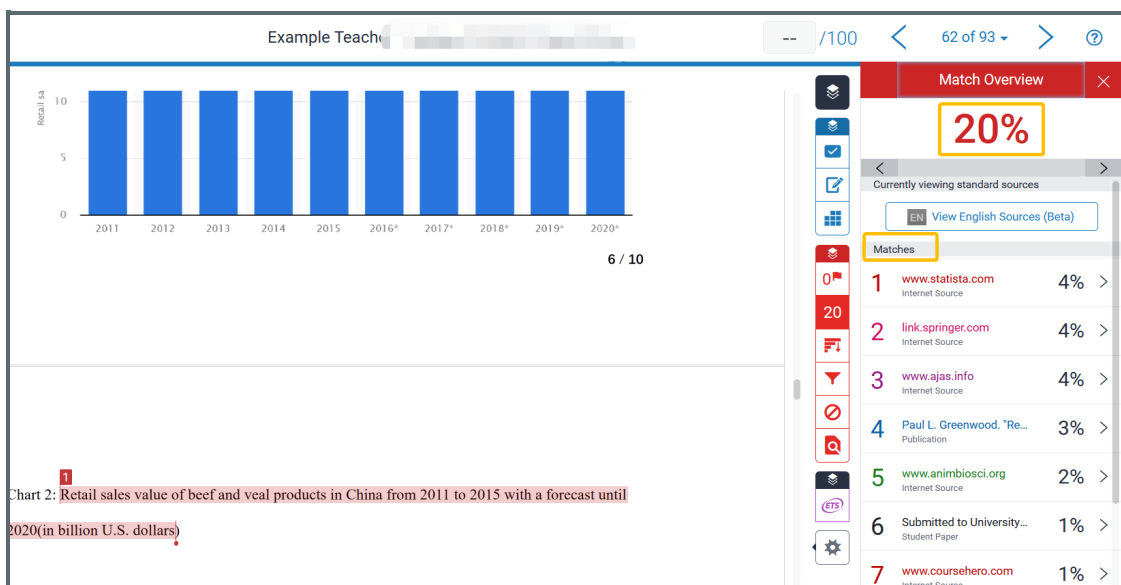 Example Teache
-- /100
62 of 93
?
Match Overview
20%
Currently viewing standard sources
EN View English Sources (Beta)
Matches
1 www.statista.com 4%
Internet Source
2 link.springer.com 4%
Internet Source
3 www.ajas.info 4%
Internet Source
4 Paul L. Greenwood. "Re... 3%
Publication
5 www.animbiosci.org 2%
Internet Source
6 Submitted to University... 1%
Student Paper
7 www.coursehero.com 1%
Internet Source
0
20
ETS
Retail sa
10
5
0
2011 2012 2013 2014 2015 2016* 2017* 2018* 2019* 2020*
6 / 10
1
Chart 2: Retail sales value of beef and veal products in China from 2011 to 2015 with a forecast until
2020(in billion U.S. dollars)